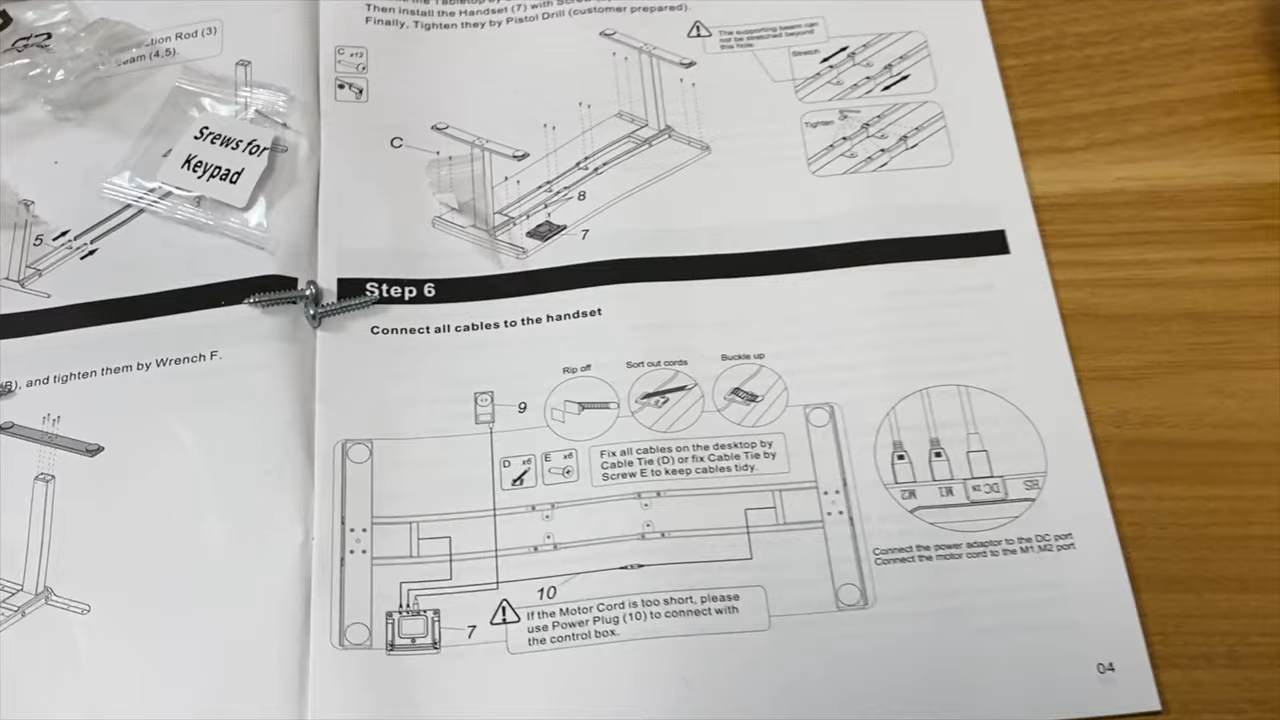 Then install the Handset (7) with
Finally, Tighten they by Pistol Drill (customer prepared).
Rod (3)
(4,5).
Srews for
Keypad
5
C x12
C
8
7
The supporting beam can
not be stretched beyond
this hole.
Stretch
Tighten
and tighten them by Wrench F.
Step 6
Connect all cables to the handset
9
Rip off
Sort out cords
Buckle up
D x6
E x6
Fix all cables on the desktop by
Cable Tie (D) or fix Cable Tie by
Screw E to keep cables tidy.
M2 M1 DC IN HS
Connect the power adaptor to the DC port
Connect the motor cord to the M1,M2 port
10
7
If the Motor Cord is too short, please
use Power Plug (10) to connect with
the control box.
04